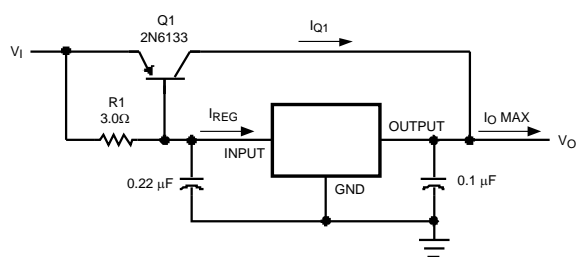 Q1
2N6133
IQ1
VI
R1
3.0Ω
IREG
INPUT
OUTPUT
IO MAX
VO
0.22 μF
GND
0.1 μF